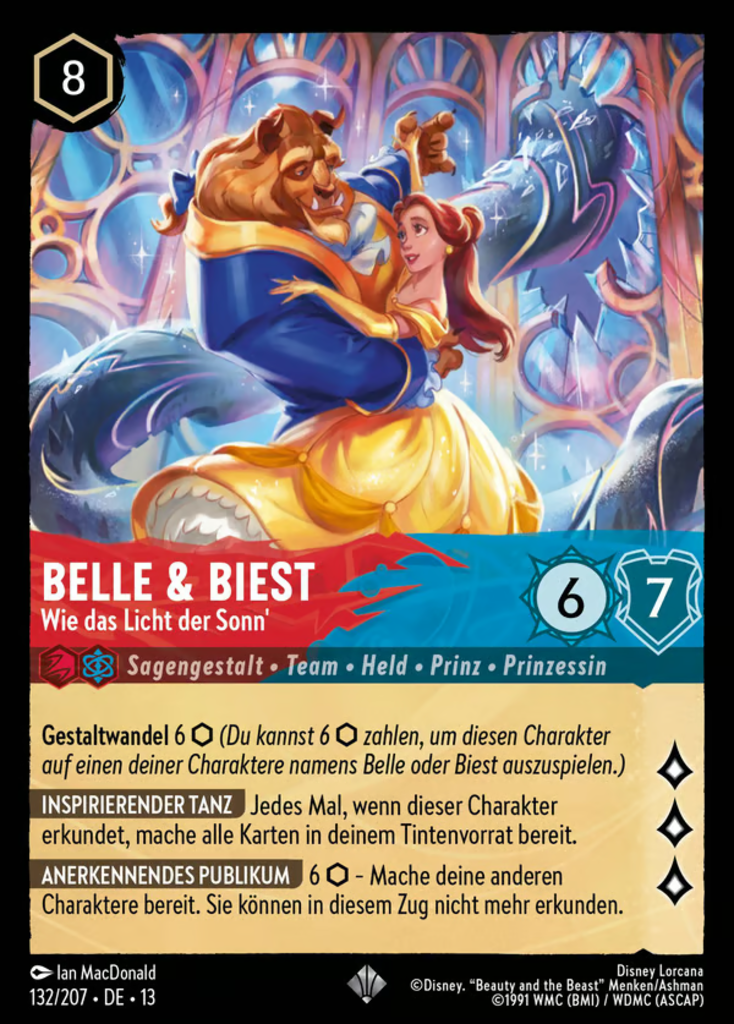 8
BELLE & BIEST
Wie das Licht der Sonn'
6
7
Sagengestalt • Team • Held • Prinz • Prinzessin
Gestaltwandel 6 ⬡ (Du kannst 6 ⬡ zahlen, um diesen Charakter
auf einen deiner Charaktere namens Belle oder Biest auszuspielen.)
INSPIRIERENDER TANZ Jedes Mal, wenn dieser Charakter
erkundet, mache alle Karten in deinem Tintenvorrat bereit.
ANERKENNENDES PUBLIKUM 6 ⬡ – Mache deine anderen
Charaktere bereit. Sie können in diesem Zug nicht mehr erkunden.
Ian MacDonald
132/207 • DE • 13
Disney Lorcana
©Disney. "Beauty and the Beast" Menken/Ashman
©1991 WMC (BMI) / WDMC (ASCAP)